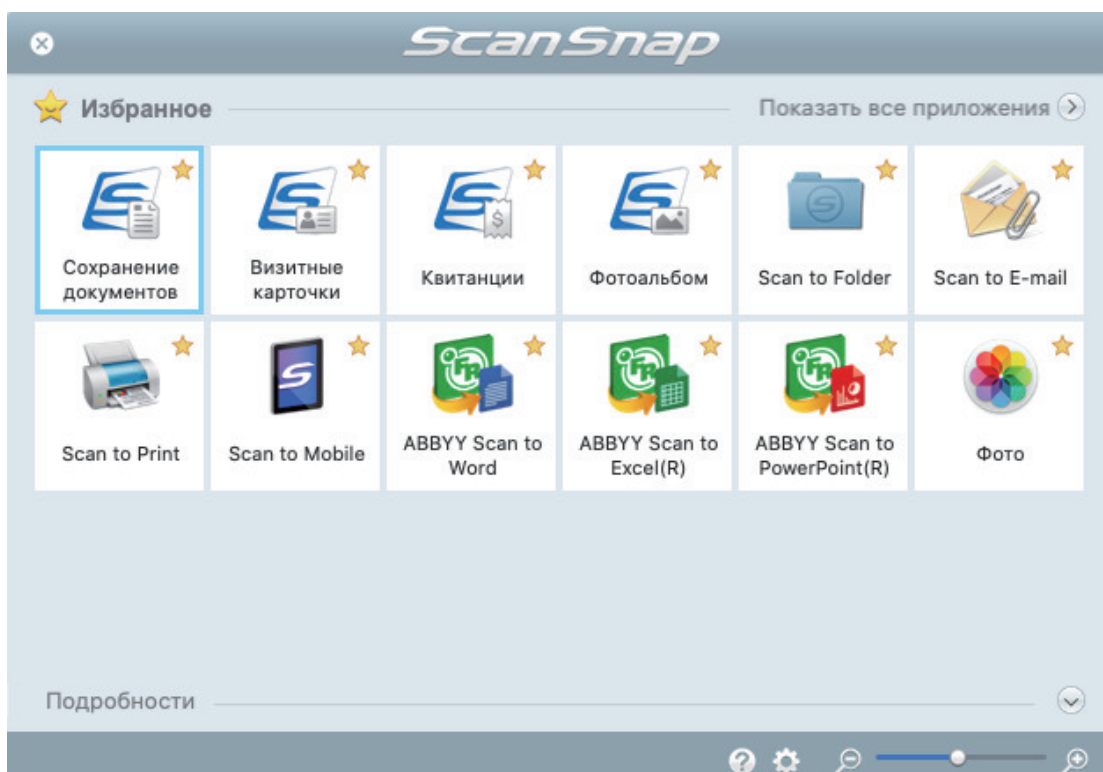 ScanSnap
Избранное
Показать все приложения
Сохранение
документов
Визитные
карточки
Квитанции
Фотоальбом
Scan to Folder
Scan to E-mail
Scan to Print
Scan to Mobile
ABBYY Scan to
Word
ABBYY Scan to
Excel(R)
ABBYY Scan to
PowerPoint(R)
Фото
Подробности